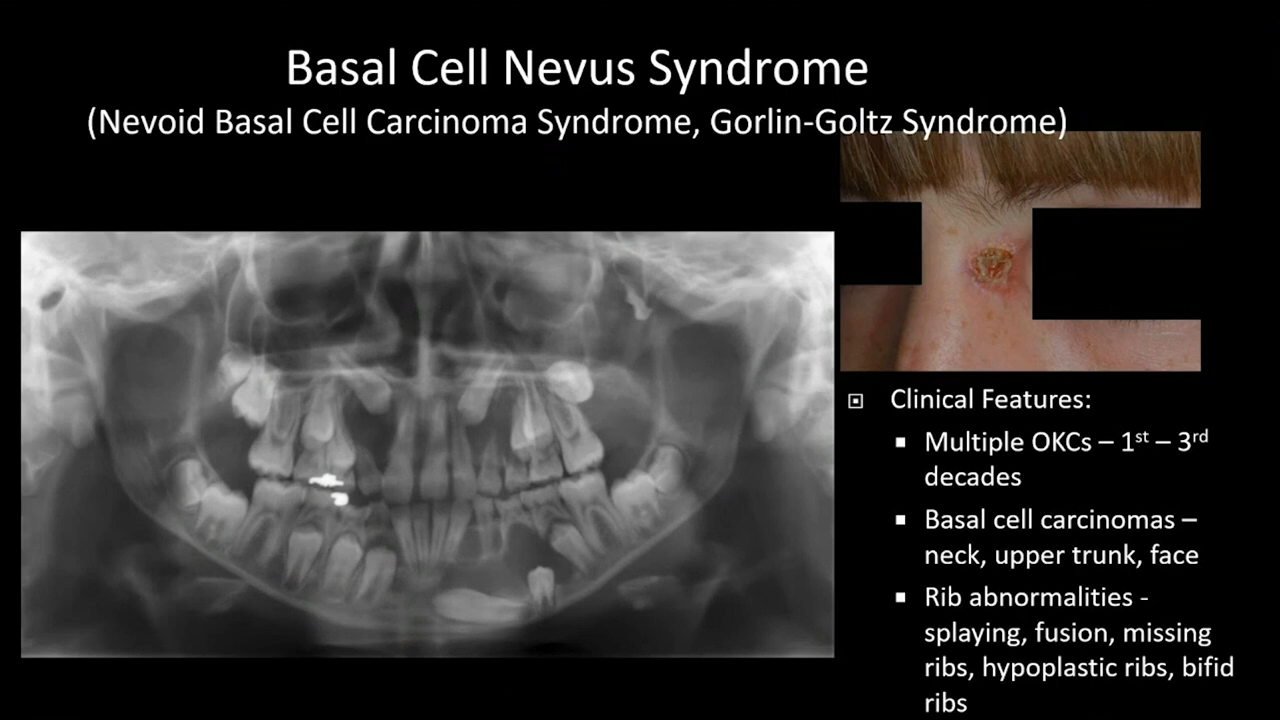 Basal Cell Nevus Syndrome
(Nevoid Basal Cell Carcinoma Syndrome, Gorlin-Goltz Syndrome)
Clinical Features:
Multiple OKCs – 1st – 3rd
decades
Basal cell carcinomas –
neck, upper trunk, face
Rib abnormalities -
splaying, fusion, missing
ribs, hypoplastic ribs, bifid
ribs